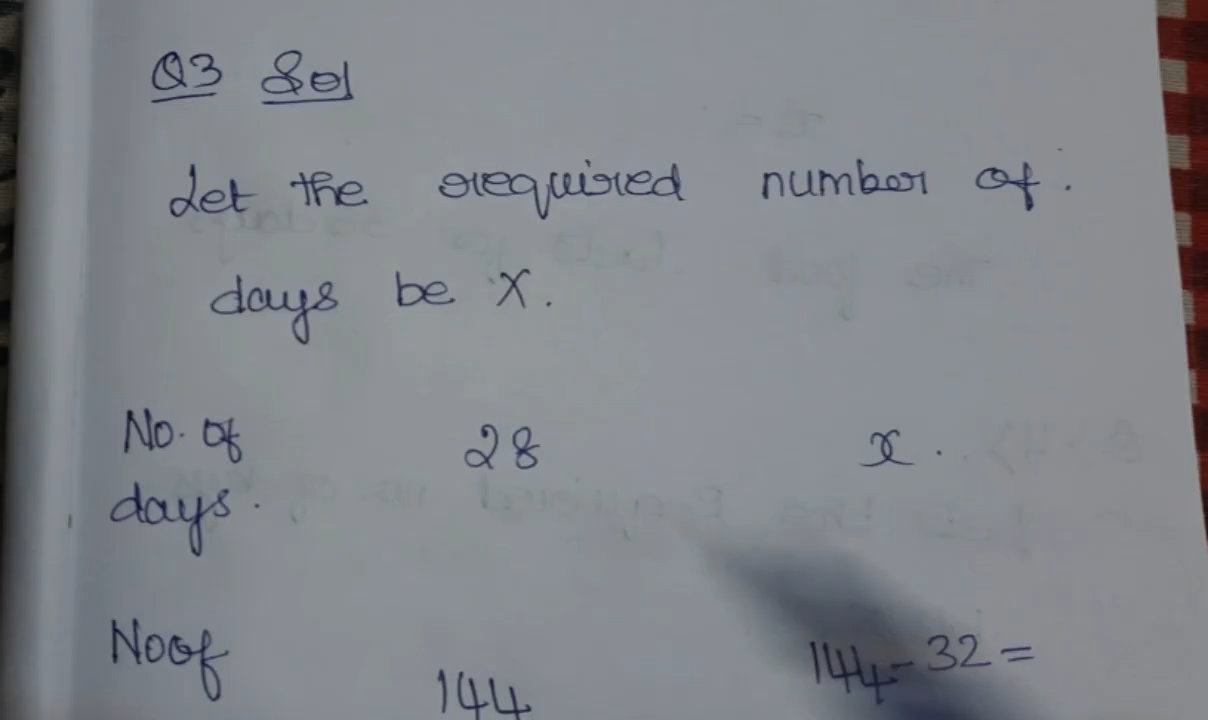 Q3 Sol
Let the required number of.
days be x.
No. of 28 x.
days.
No of
144 144 - 32 =